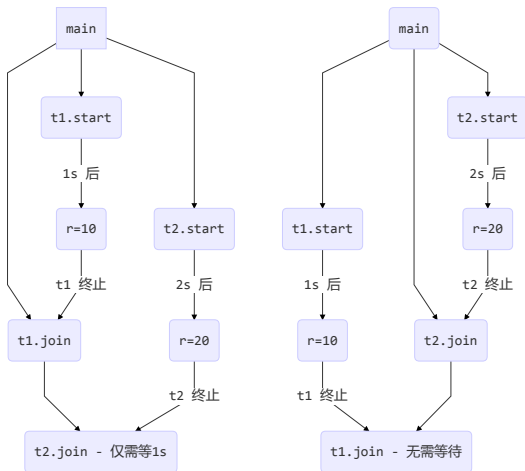 main
t1.start
1s 后
r=10
t2.start
t1 终止
2s 后
t1.join
r=20
t2 终止
t2.join - 仅需等1s
main
t2.start
2s 后
t1.start
r=20
1s 后
t2 终止
r=10
t2.join
t1 终止
t1.join - 无需等待